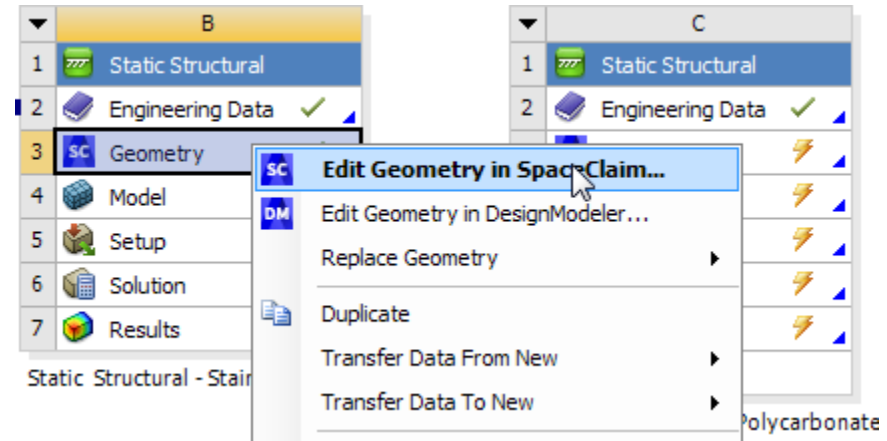 B
C
1 Static Structural
1 Static Structural
2 Engineering Data
2 Engineering Data
3 SC Geometry
SC Edit Geometry in SpaceClaim...
4 Model
DM Edit Geometry in DesignModeler...
5 Setup
Replace Geometry
6 Solution
Duplicate
7 Results
Transfer Data From New
Static Structural -
Transfer Data To New
Polycarbonate